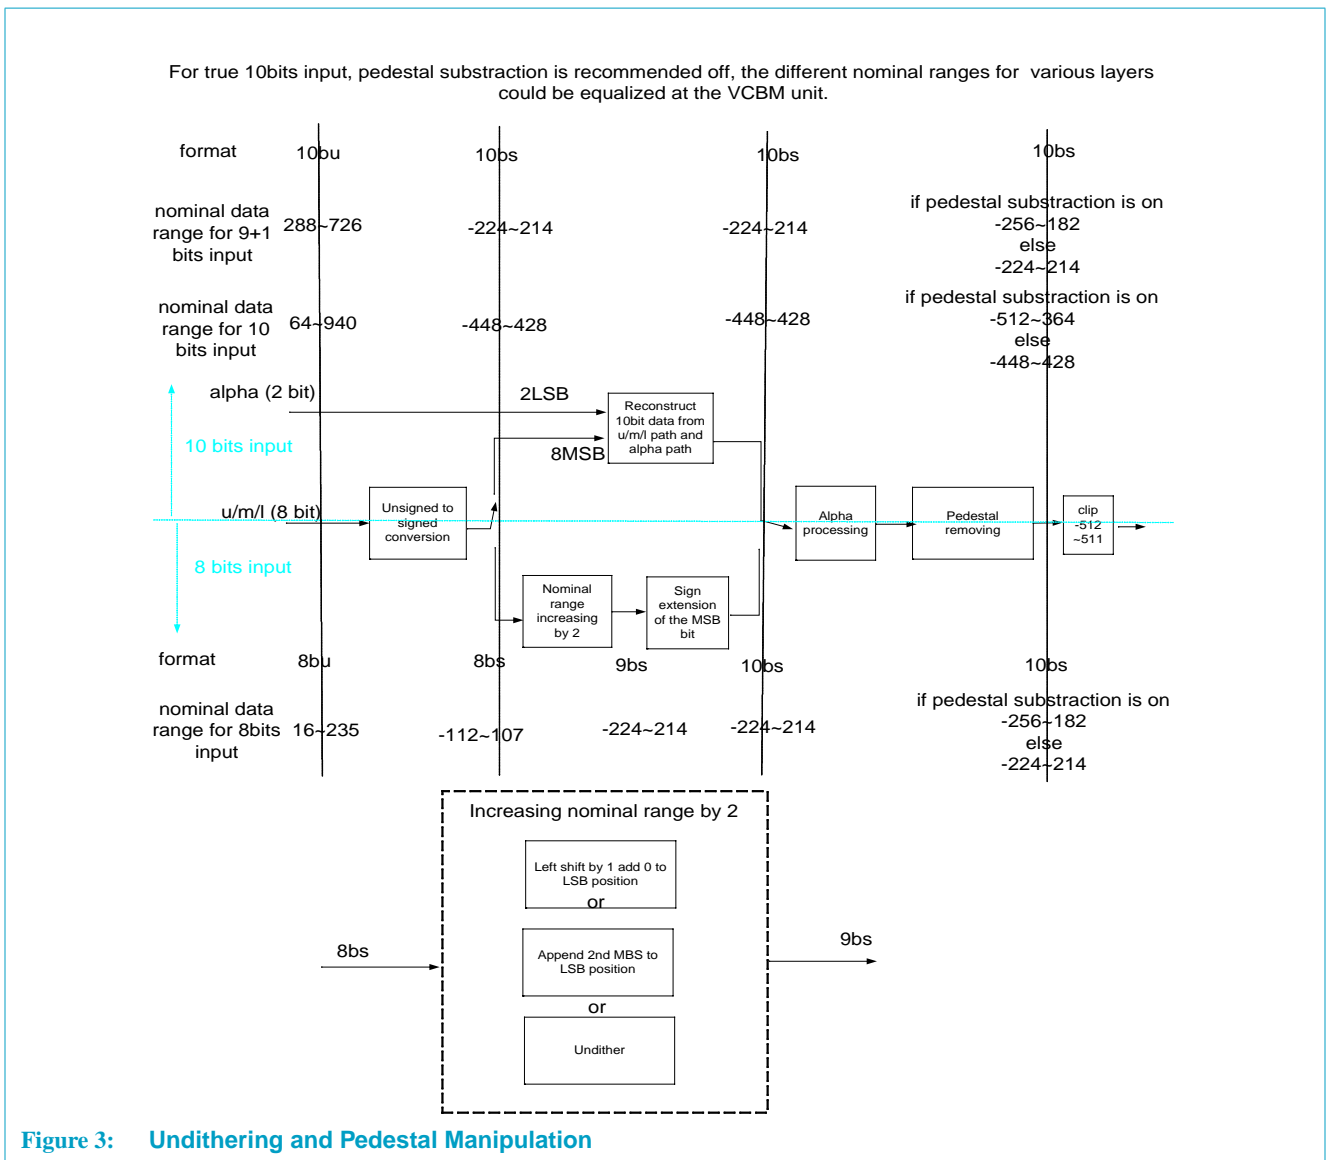 For true 10bits input, pedestal substraction is recommended off, the different nominal ranges for various layers
could be equalized at the VCBM unit.
format 10bu 10bs 10bs 10bs
nominal data
range for 9+1
bits input
288~726 -224~214 -224~214
if pedestal substraction is on
-256~182
else
-224~214
nominal data
range for 10
bits input
64~940 -448~428 -448~428
if pedestal substraction is on
-512~364
else
-448~428
alpha (2 bit) 2LSB
Reconstruct
10bit data from
u/m/l path and
alpha path
10 bits input
8MSB
u/m/l (8 bit)
Unsigned to
signed
conversion
Alpha
processing
Pedestal
removing
clip
-512
~511
8 bits input
Nominal
range
increasing
by 2
Sign
extension
of the MSB
bit
format 8bu 8bs 9bs 10bs 10bs
nominal data
range for 8bits
input
16~235 -112~107 -224~214 -224~214
if pedestal substraction is on
-256~182
else
-224~214
Increasing nominal range by 2
Left shift by 1 add 0 to
LSB position
or
8bs
Append 2nd MBS to
LSB position
9bs
or
Undither
Figure 3: Undithering and Pedestal Manipulation